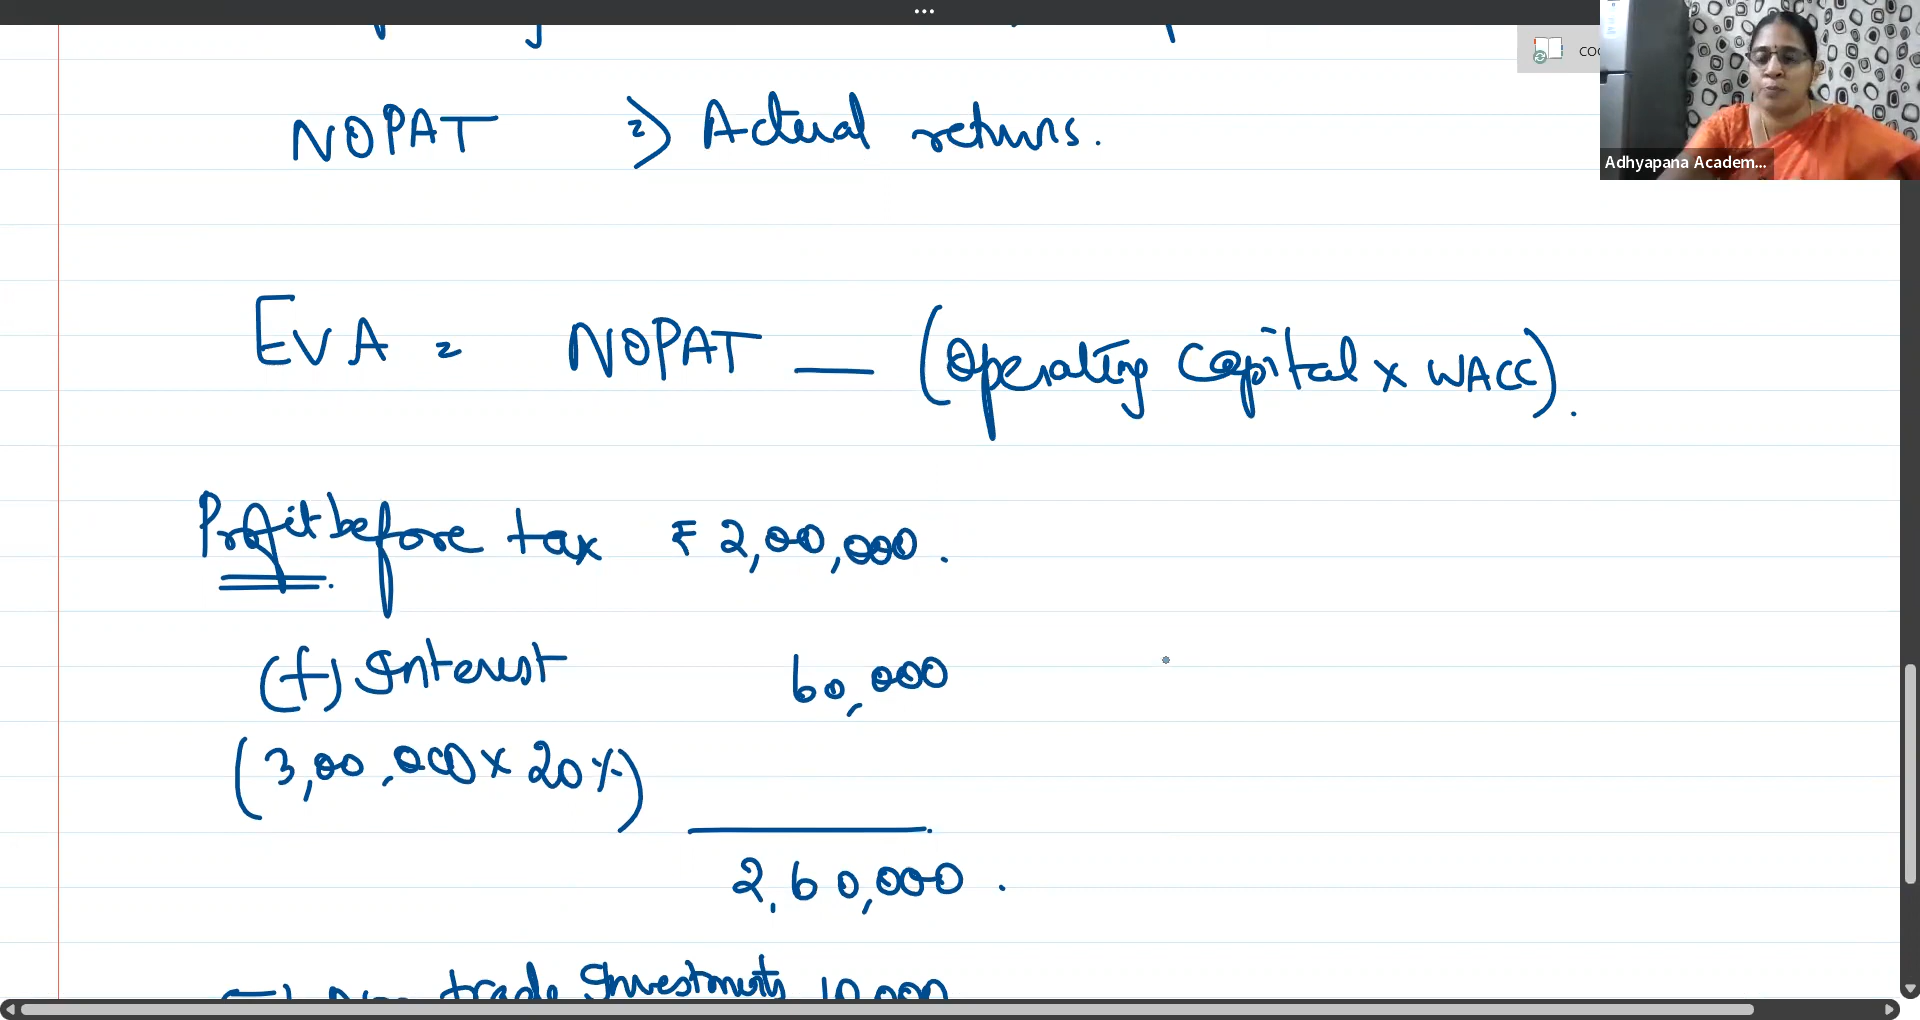 NOPAT => Actual returns.
Adhyapana Academ...
EVA = NOPAT — (Operating Capital x WACC).
Profit before tax ₹ 2,00,000.
(+) Interest 60,000
(3,00,000 x 20%)
2,60,000.
(-) Non trade Investments 10,000